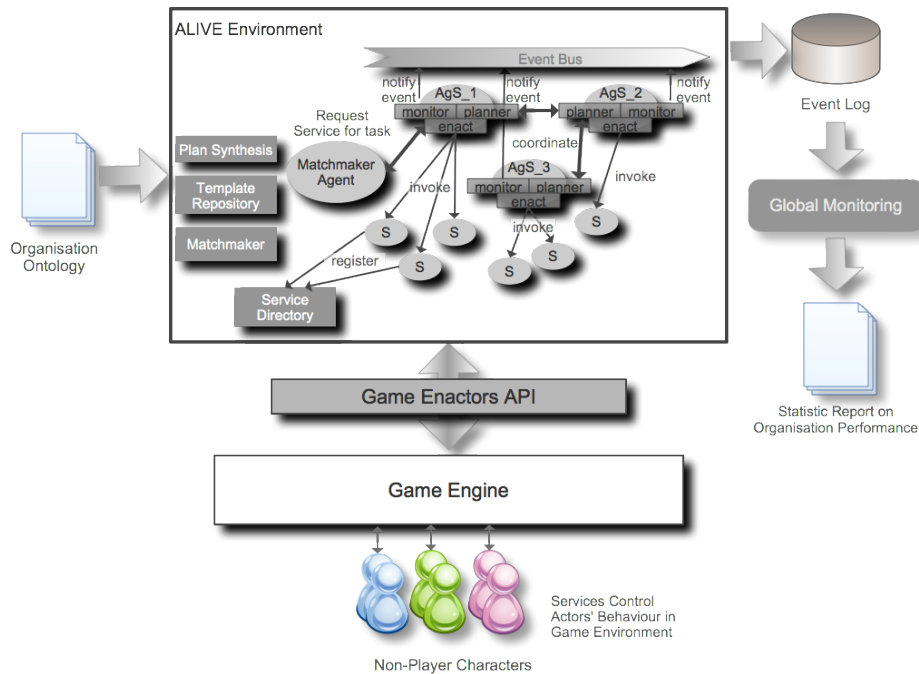 ALIVE Environment
Event Bus
notify
event
notify
event
notify
event
AgS_1
monitor
planner
enact
AgS_2
planner
monitor
enact
Request
Service for task
coordinate
Matchmaker
Agent
AgS_3
monitor
planner
enact
invoke
invoke
invoke
S
S
S
S
S
S
register
Plan Synthesis
Template
Repository
Matchmaker
Service
Directory
Organisation
Ontology
Event Log
Global Monitoring
Statistic Report on
Organisation Performance
Game Enactors API
Game Engine
Services Control
Actors' Behaviour in
Game Environment
Non-Player Characters